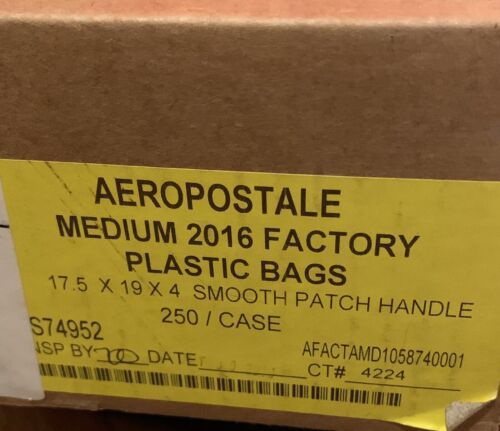 AEROPOSTALE
MEDIUM 2016 FACTORY
PLASTIC BAGS
17.5 X 19 X 4 SMOOTH PATCH HANDLE
250 / CASE
S74952
NSP BY DATE AFACTAMD1058740001
CT# 4224